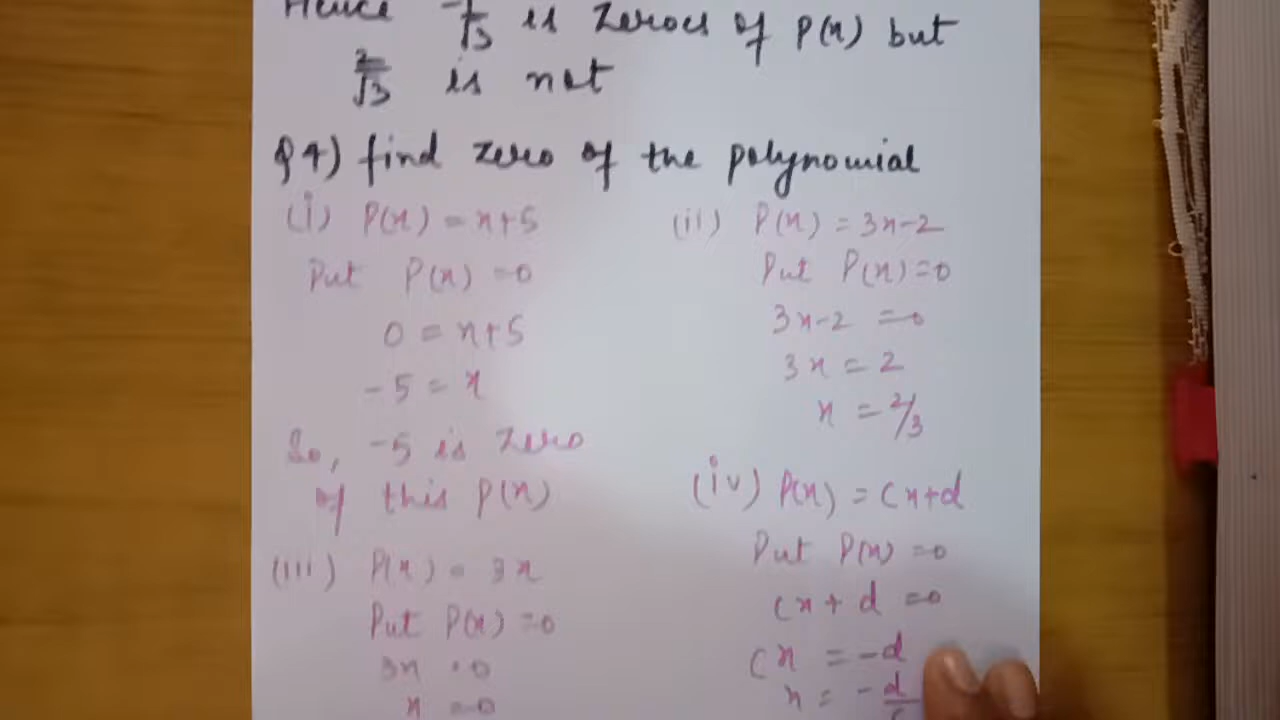 Hence -1/√3 is zeroes of P(x) but
2/√3 is not
Q4) find zero of the polynomial
(i) P(x) = x+5
Put P(x) = 0
0 = x+5
-5 = x
So, -5 is zero
of this P(x)
(ii) P(x) = 3x-2
Put P(x) = 0
3x-2 = 0
3x = 2
x = 2/3
(iii) P(x) = 3x
Put P(x) = 0
3x = 0
x = 0
(iv) P(x) = Cx+d
Put P(x) = 0
Cx + d = 0
Cx = -d
x = -d/c